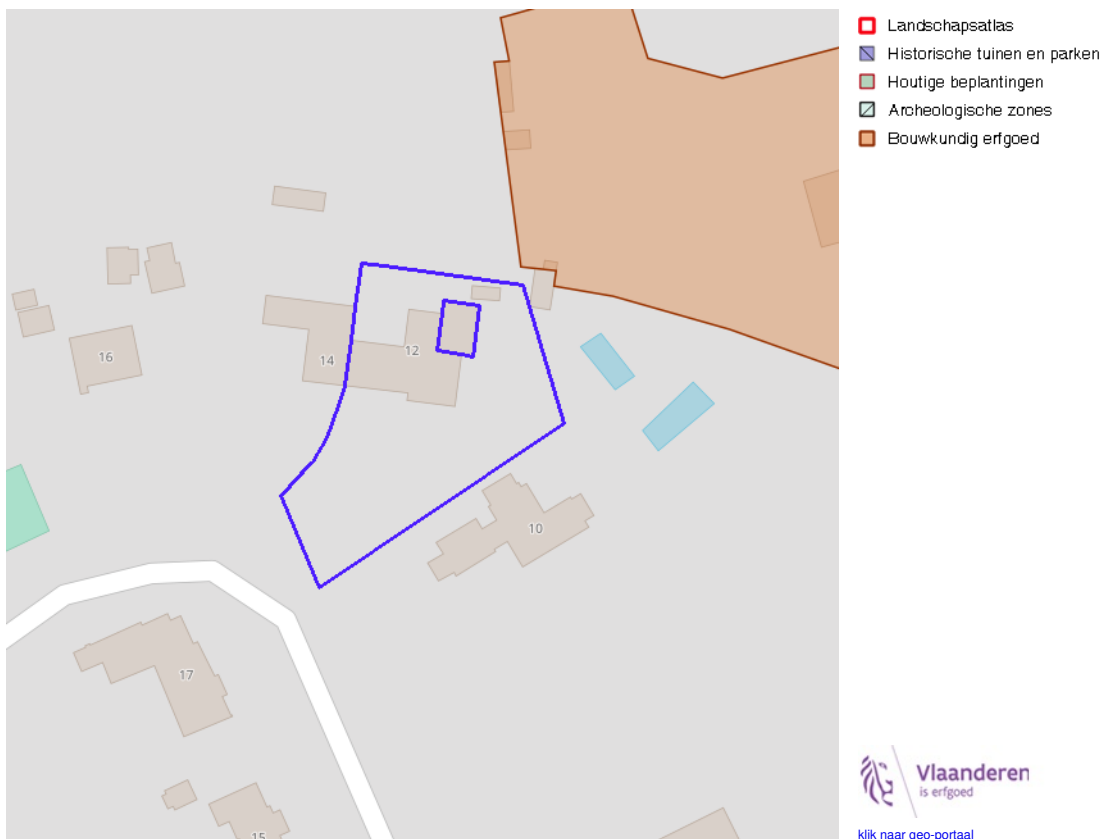 Landschapsatlas
Historische tuinen en parken
Houtige beplantingen
Archeologische zones
Bouwkundig erfgoed
16
14
12
10
17
15
Vlaanderen
is erfgoed
klik naar geo-portaal